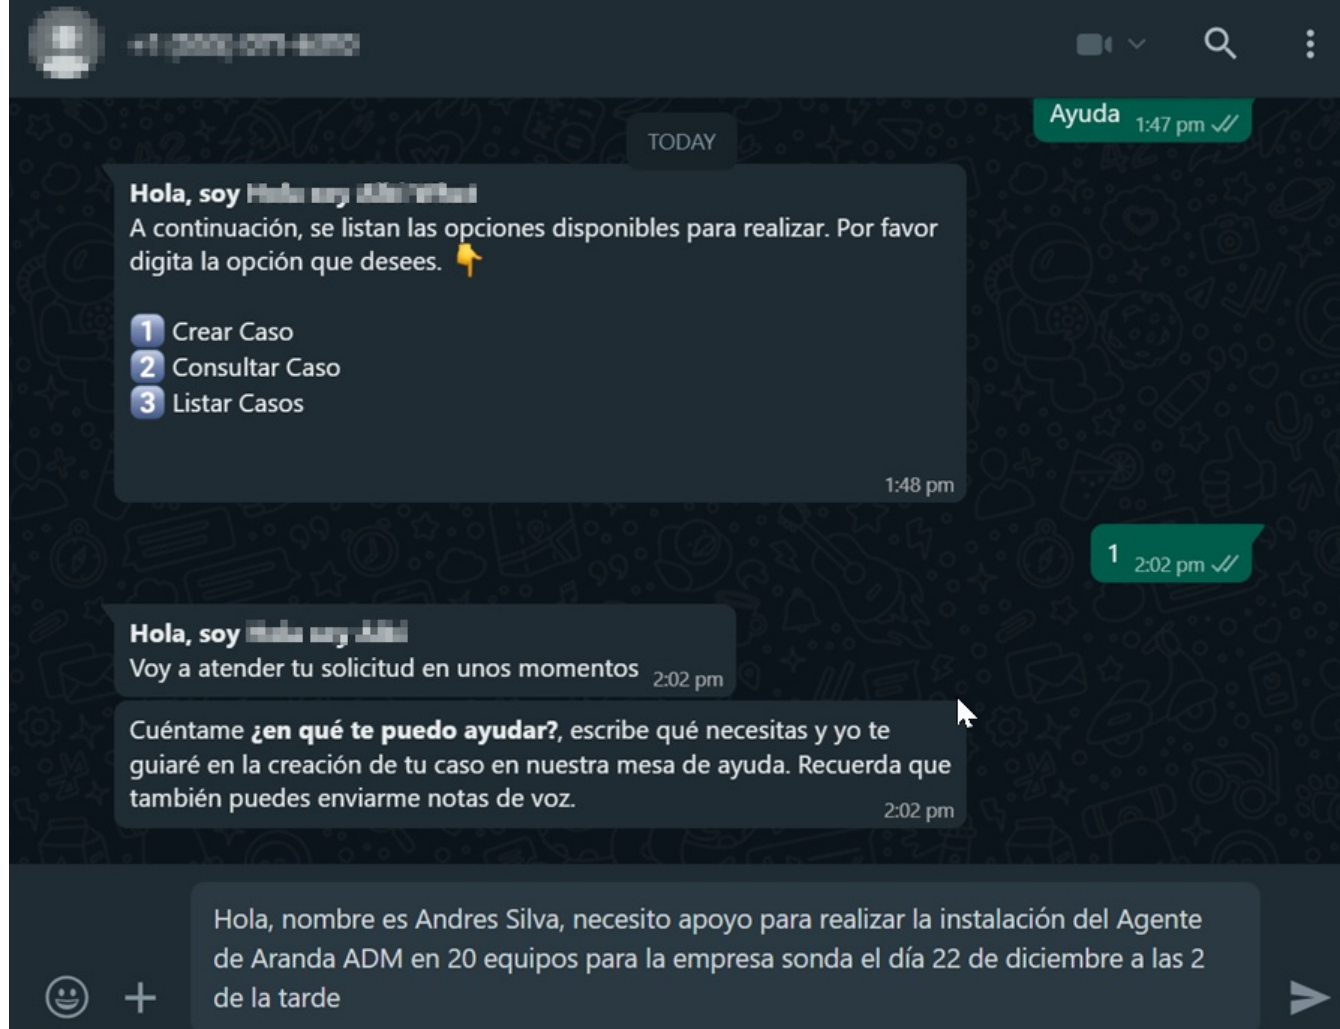 Ayuda 1:47 pm
TODAY
Hola, soy
A continuación, se listan las opciones disponibles para realizar. Por favor
digita la opción que desees. 👇
1 Crear Caso
2 Consultar Caso
3 Listar Casos
1:48 pm
1 2:02 pm
Hola, soy
Voy a atender tu solicitud en unos momentos 2:02 pm
Cuéntame ¿en qué te puedo ayudar?, escribe qué necesitas y yo te
guiaré en la creación de tu caso en nuestra mesa de ayuda. Recuerda que
también puedes enviarme notas de voz.
2:02 pm
Hola, nombre es Andres Silva, necesito apoyo para realizar la instalación del Agente
de Aranda ADM en 20 equipos para la empresa sonda el día 22 de diciembre a las 2
de la tarde